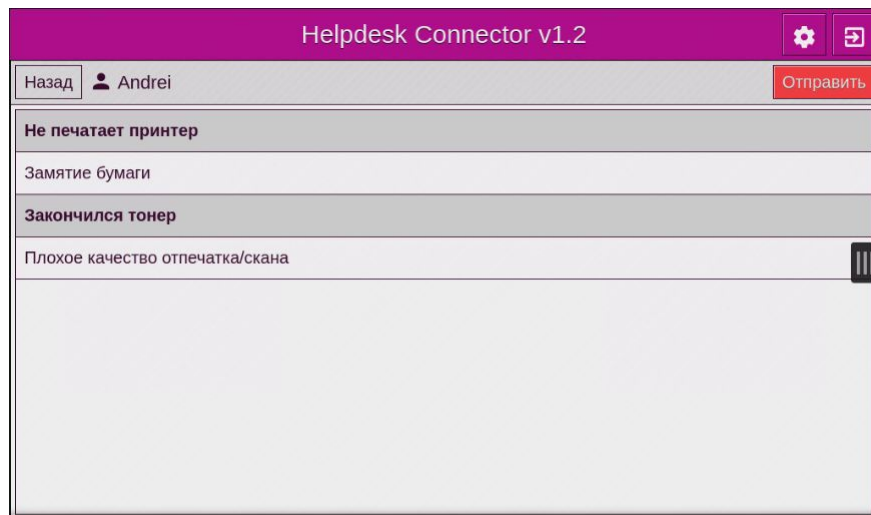 Helpdesk Connector v1.2
Назад Andrei Отправить
Не печатает принтер
Замятие бумаги
Закончился тонер
Плохое качество отпечатка/скана